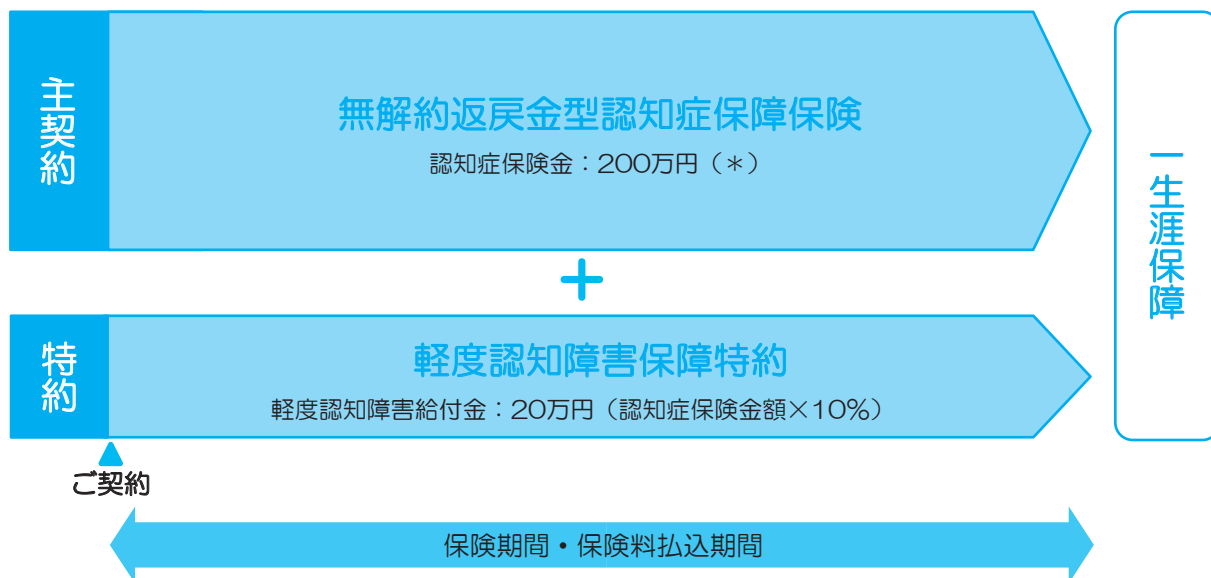 主契約
無解約返戻金型認知症保障保険
認知症保険金：200万円（＊）
＋
特約
軽度認知障害保障特約
軽度認知障害給付金：20万円（認知症保険金額×10%）
一生涯保障
ご契約
保険期間・保険料払込期間